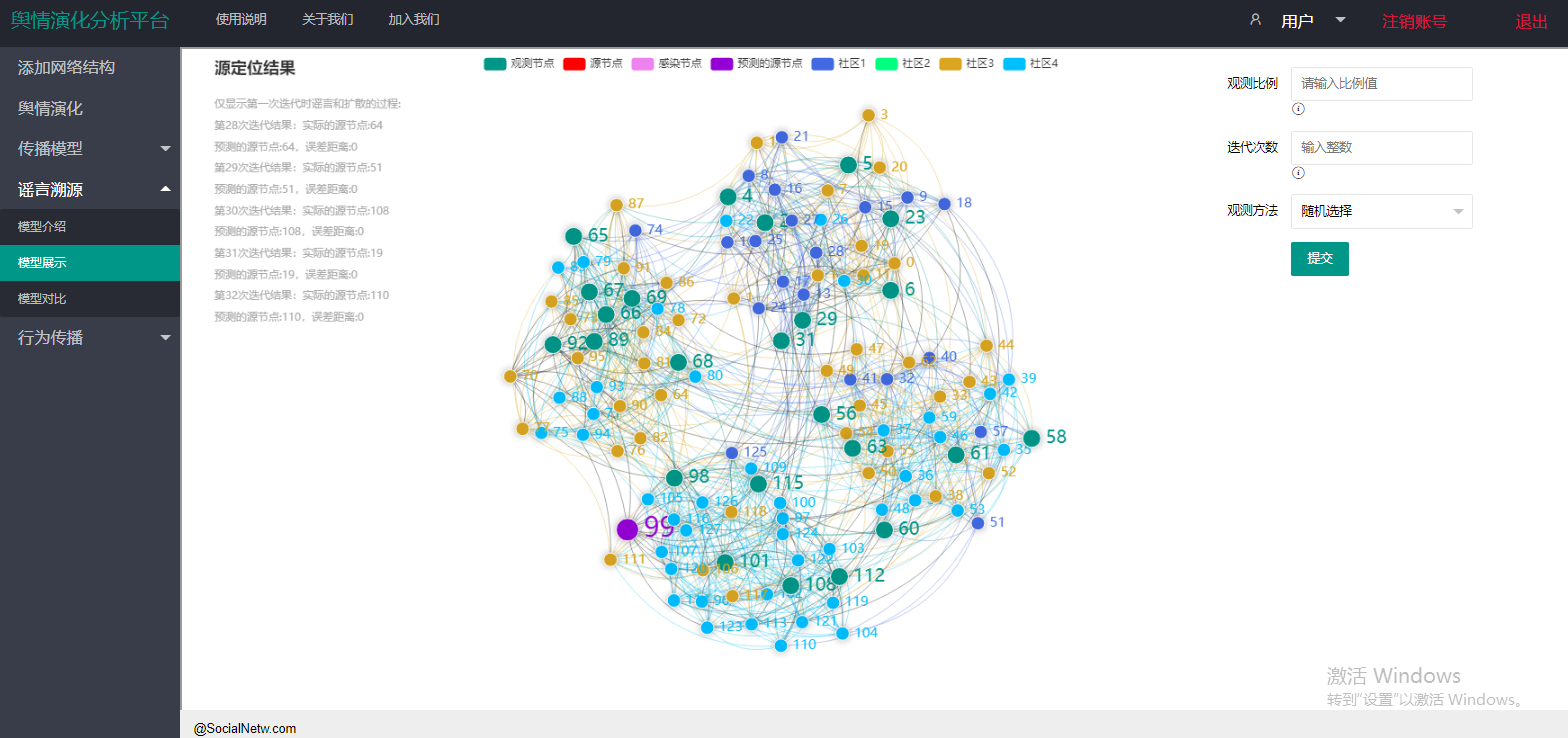 舆情演化分析平台
使用说明
关于我们
加入我们
用户
注销账号
退出
添加网络结构
舆情演化
传播模型
谣言溯源
模型介绍
模型展示
模型对比
行为传播
源定位结果
仅显示第一次迭代时谣言和扩散的过程:
第28次迭代结果：实际的源节点:64
预测的源节点:64，误差距离:0
第29次迭代结果：实际的源节点:51
预测的源节点:51，误差距离:0
第30次迭代结果：实际的源节点:108
预测的源节点:108，误差距离:0
第31次迭代结果：实际的源节点:19
预测的源节点:19，误差距离:0
第32次迭代结果：实际的源节点:110
预测的源节点:110，误差距离:0
观测节点 源节点 感染节点 预测的源节点 社区1 社区2 社区3 社区4
3
21
5
20
8
16
7
4
9
18
15
87
22
27
26
23
74
65
25
28
19
79
91
0
86
17
30
6
67
69
13
66
78
24
72
29
84
31
92
89
95
47
40
44
81
68
49
70
80
41
32
43
39
93
64
33
42
88
90
45
56
59
77
75
94
82
37
46
57
58
76
63
55
61
35
125
109
98
115
50
36
52
105
126
100
38
118
48
53
116
97
51
99
127
124
60
107
103
111
101
122
106
108
112
96
117
119
123
113
121
104
110
观测比例
请输入比例值
迭代次数
输入整数
观测方法
随机选择
提交
激活 Windows
转到“设置”以激活 Windows。
@SocialNetw.com